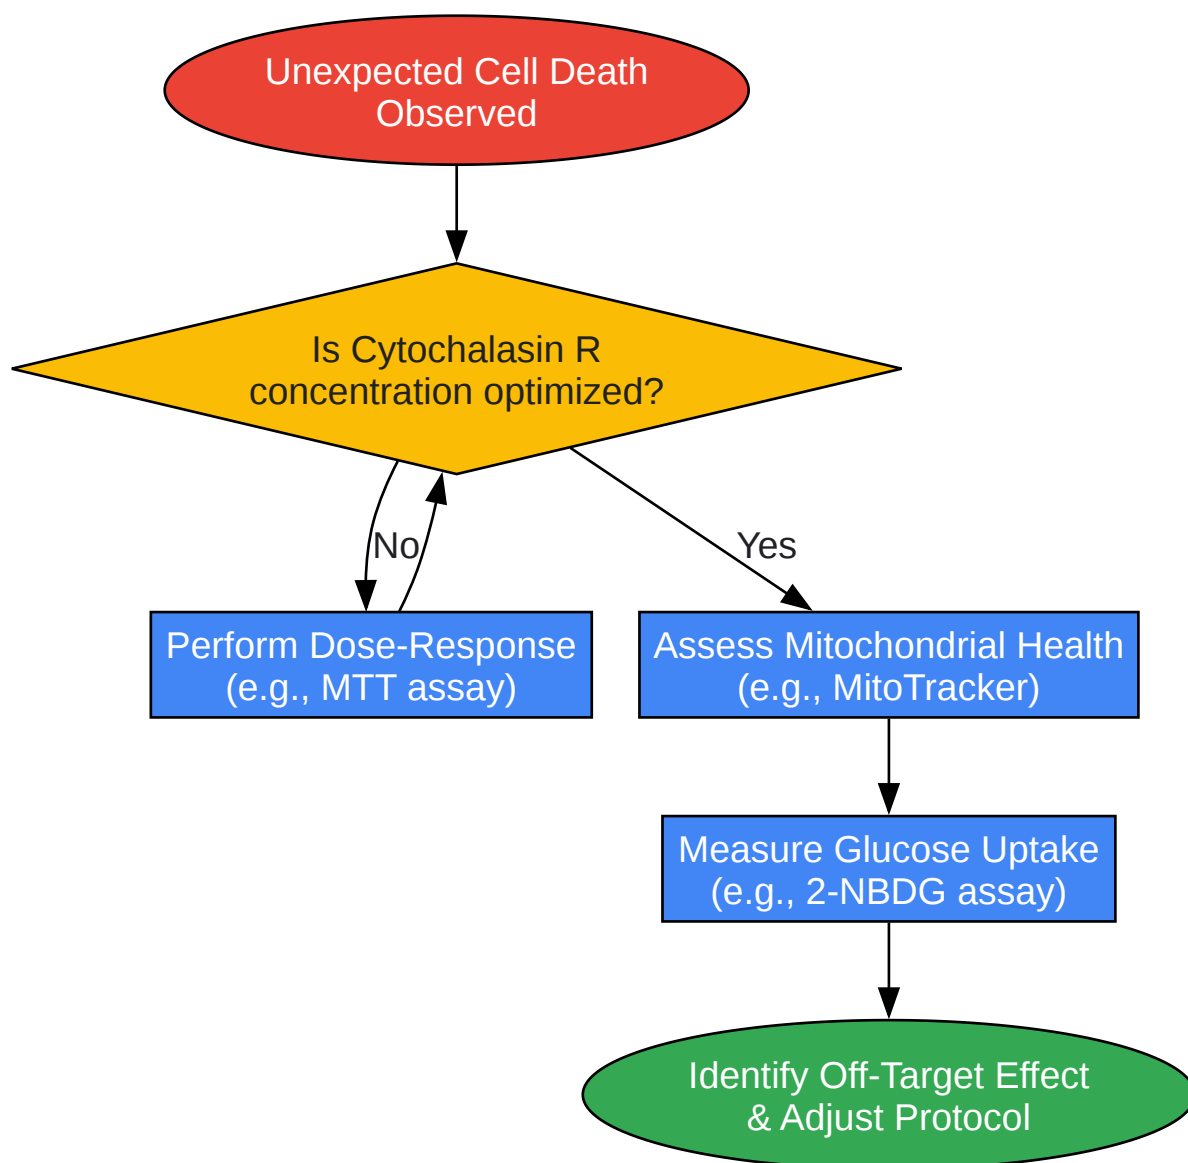 Unexpected Cell Death
Observed
Is Cytochalasin R
concentration optimized?
No
Yes
Perform Dose-Response
(e.g., MTT assay)
Assess Mitochondrial Health
(e.g., MitoTracker)
Measure Glucose Uptake
(e.g., 2-NBDG assay)
Identify Off-Target Effect
& Adjust Protocol